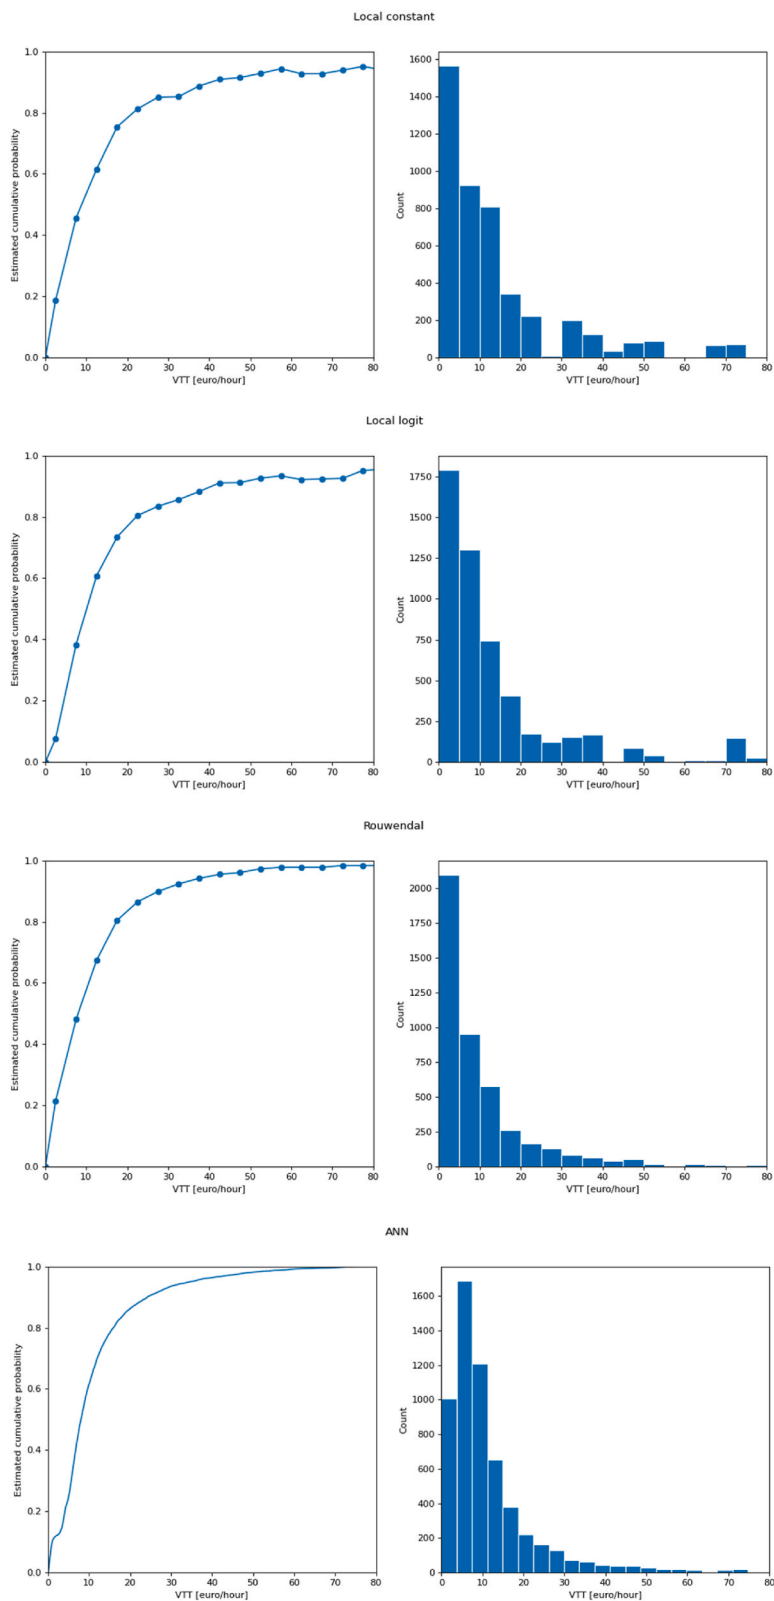 Local constant
1.0
0.8
0.6
0.4
0.2
0.0
Estimated cumulative probability
0 10 20 30 40 50 60 70 80
VTT [euro/hour]
1600
1400
1200
1000
800
600
400
200
0
Count
0 10 20 30 40 50 60 70 80
VTT [euro/hour]
Local logit
1.0
0.8
0.6
0.4
0.2
0.0
Estimated cumulative probability
0 10 20 30 40 50 60 70 80
VTT [euro/hour]
1750
1500
1250
1000
750
500
250
0
Count
0 10 20 30 40 50 60 70 80
VTT [euro/hour]
Rouwendal
1.0
0.8
0.6
0.4
0.2
0.0
Estimated cumulative probability
0 10 20 30 40 50 60 70 80
VTT [euro/hour]
2000
1750
1500
1250
1000
750
500
250
0
Count
0 10 20 30 40 50 60 70 80
VTT [euro/hour]
ANN
1.0
0.8
0.6
0.4
0.2
0.0
Estimated cumulative probability
0 10 20 30 40 50 60 70 80
VTT [euro/hour]
1600
1400
1200
1000
800
600
400
200
0
Count
0 10 20 30 40 50 60 70 80
VTT [euro/hour]